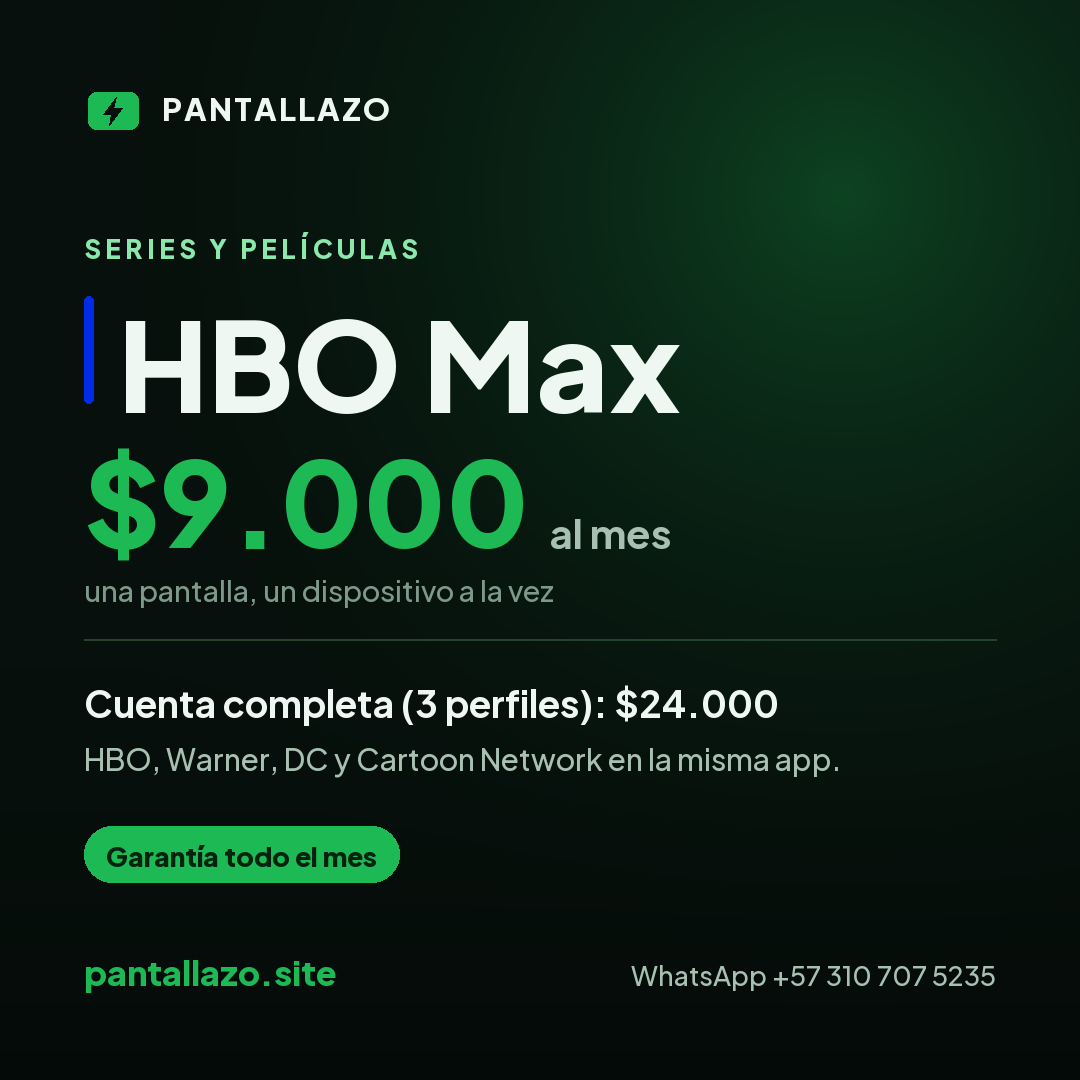 PANTALLAZO
SERIES Y PELÍCULAS
HBO Max
$9.000 al mes
una pantalla, un dispositivo a la vez
Cuenta completa (3 perfiles): $24.000
HBO, Warner, DC y Cartoon Network en la misma app.
Garantía todo el mes
pantallazo.site
WhatsApp +57 310 707 5235